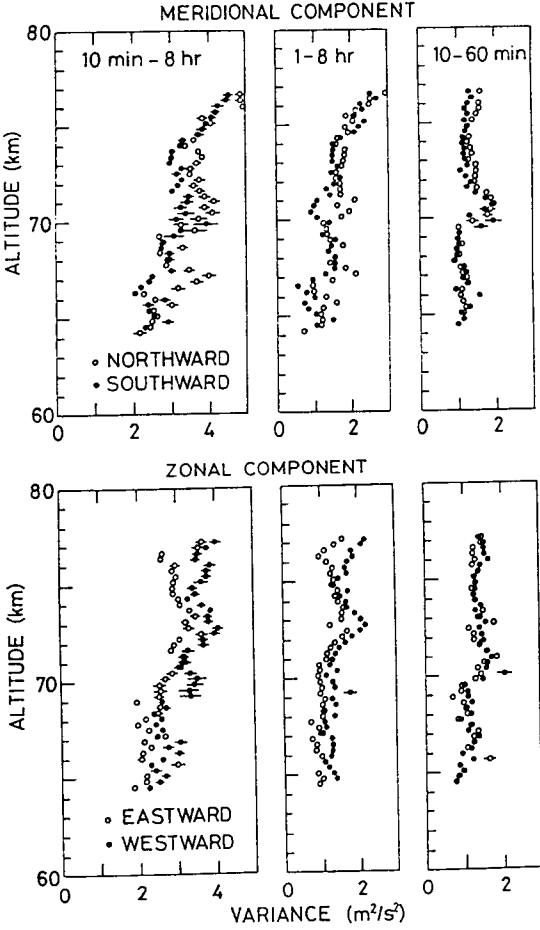 MERIDIONAL COMPONENT
80
10 min - 8 hr
1-8 hr
10-60 min
ALTITUDE (km)
70
○ NORTHWARD
● SOUTHWARD
60
0 2 4
0 2
0 2
ZONAL COMPONENT
80
ALTITUDE (km)
70
○ EASTWARD
● WESTWARD
60
0 2 4
0 2
0 2
VARIANCE (m²/s²)